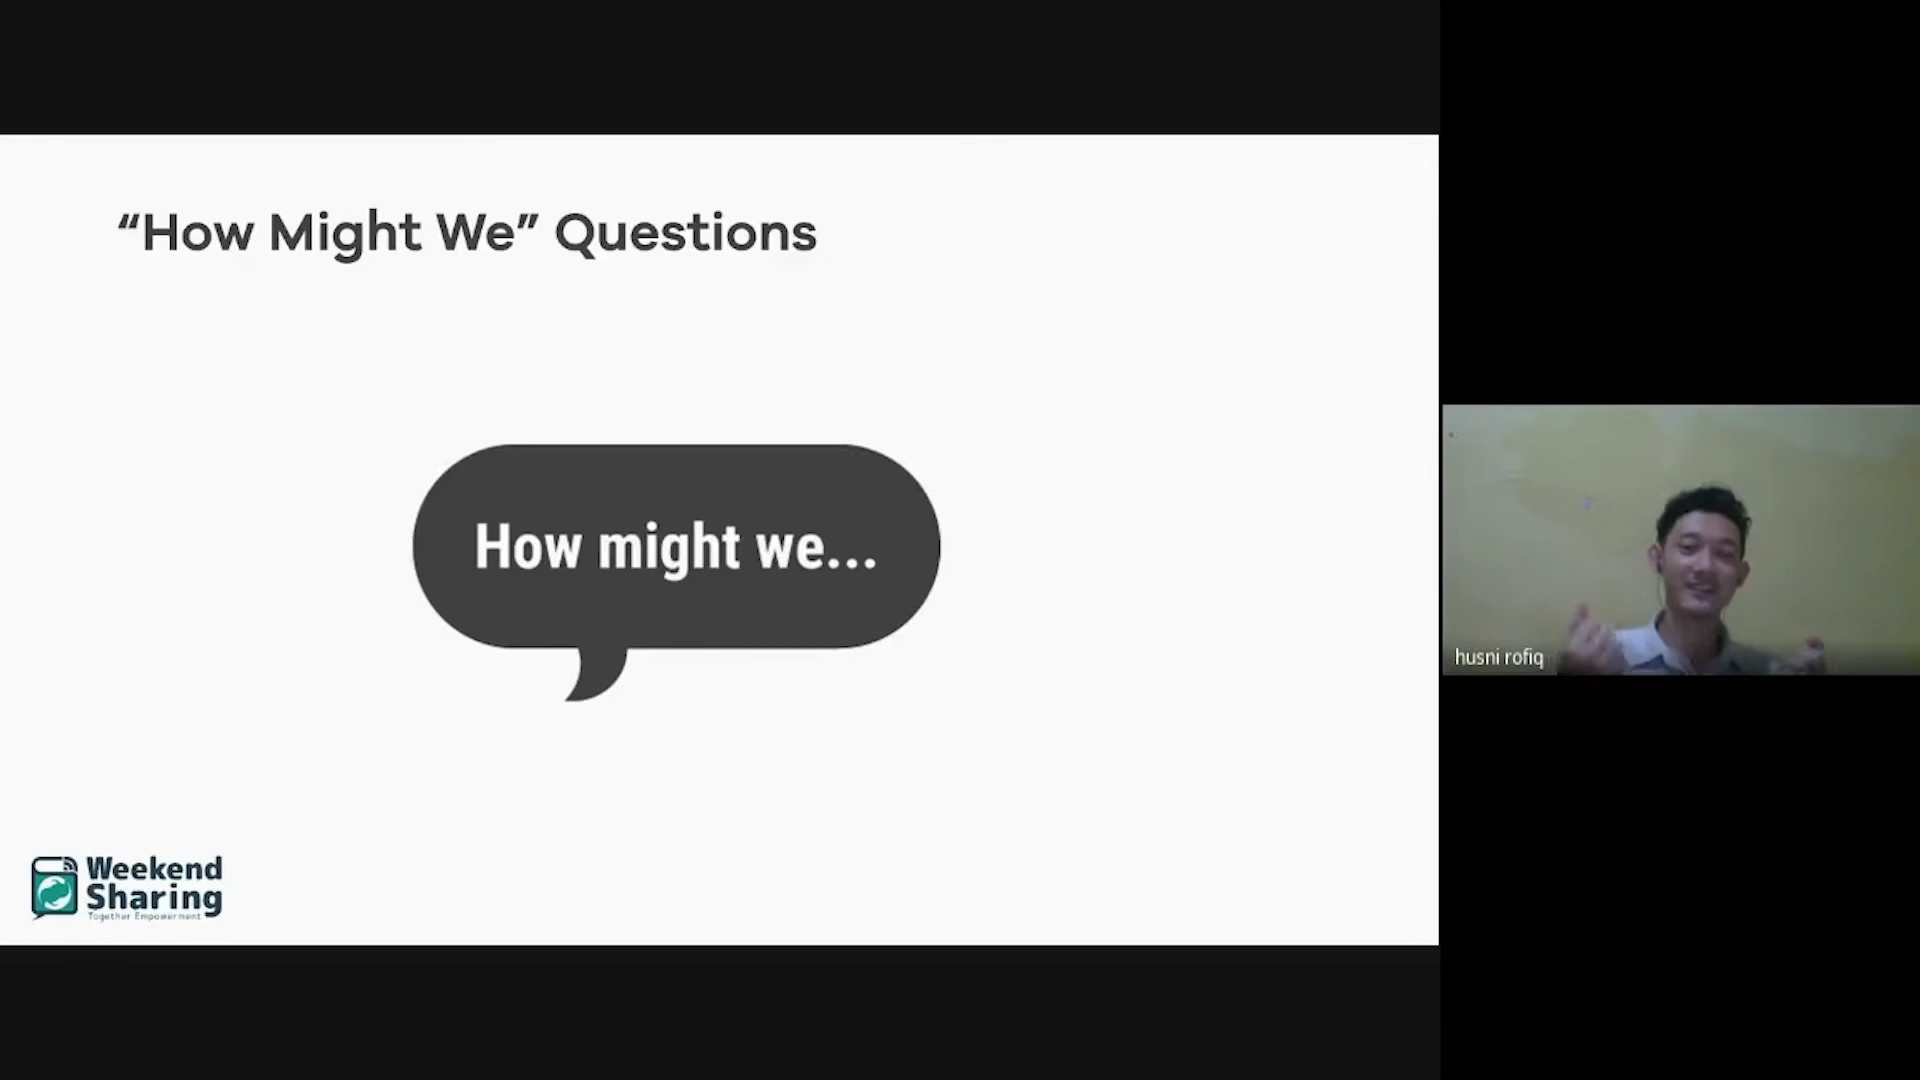 “How Might We” Questions
How might we...
husni rofiq
Weekend
Sharing
Together Empowerment